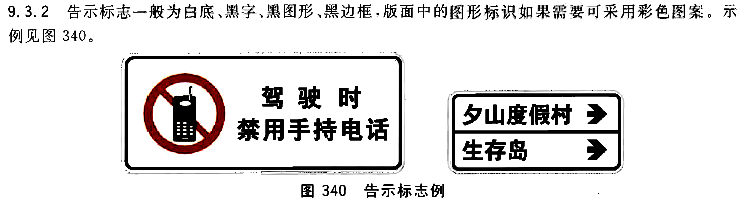 9.3.2 告示标志一般为白底、黑字、黑图形、黑边框,版面中的图形标识如果需要可采用彩色图案。示
例见图 340。
驾驶时
禁用手持电话
夕山度假村
生存岛
图 340 告示标志例